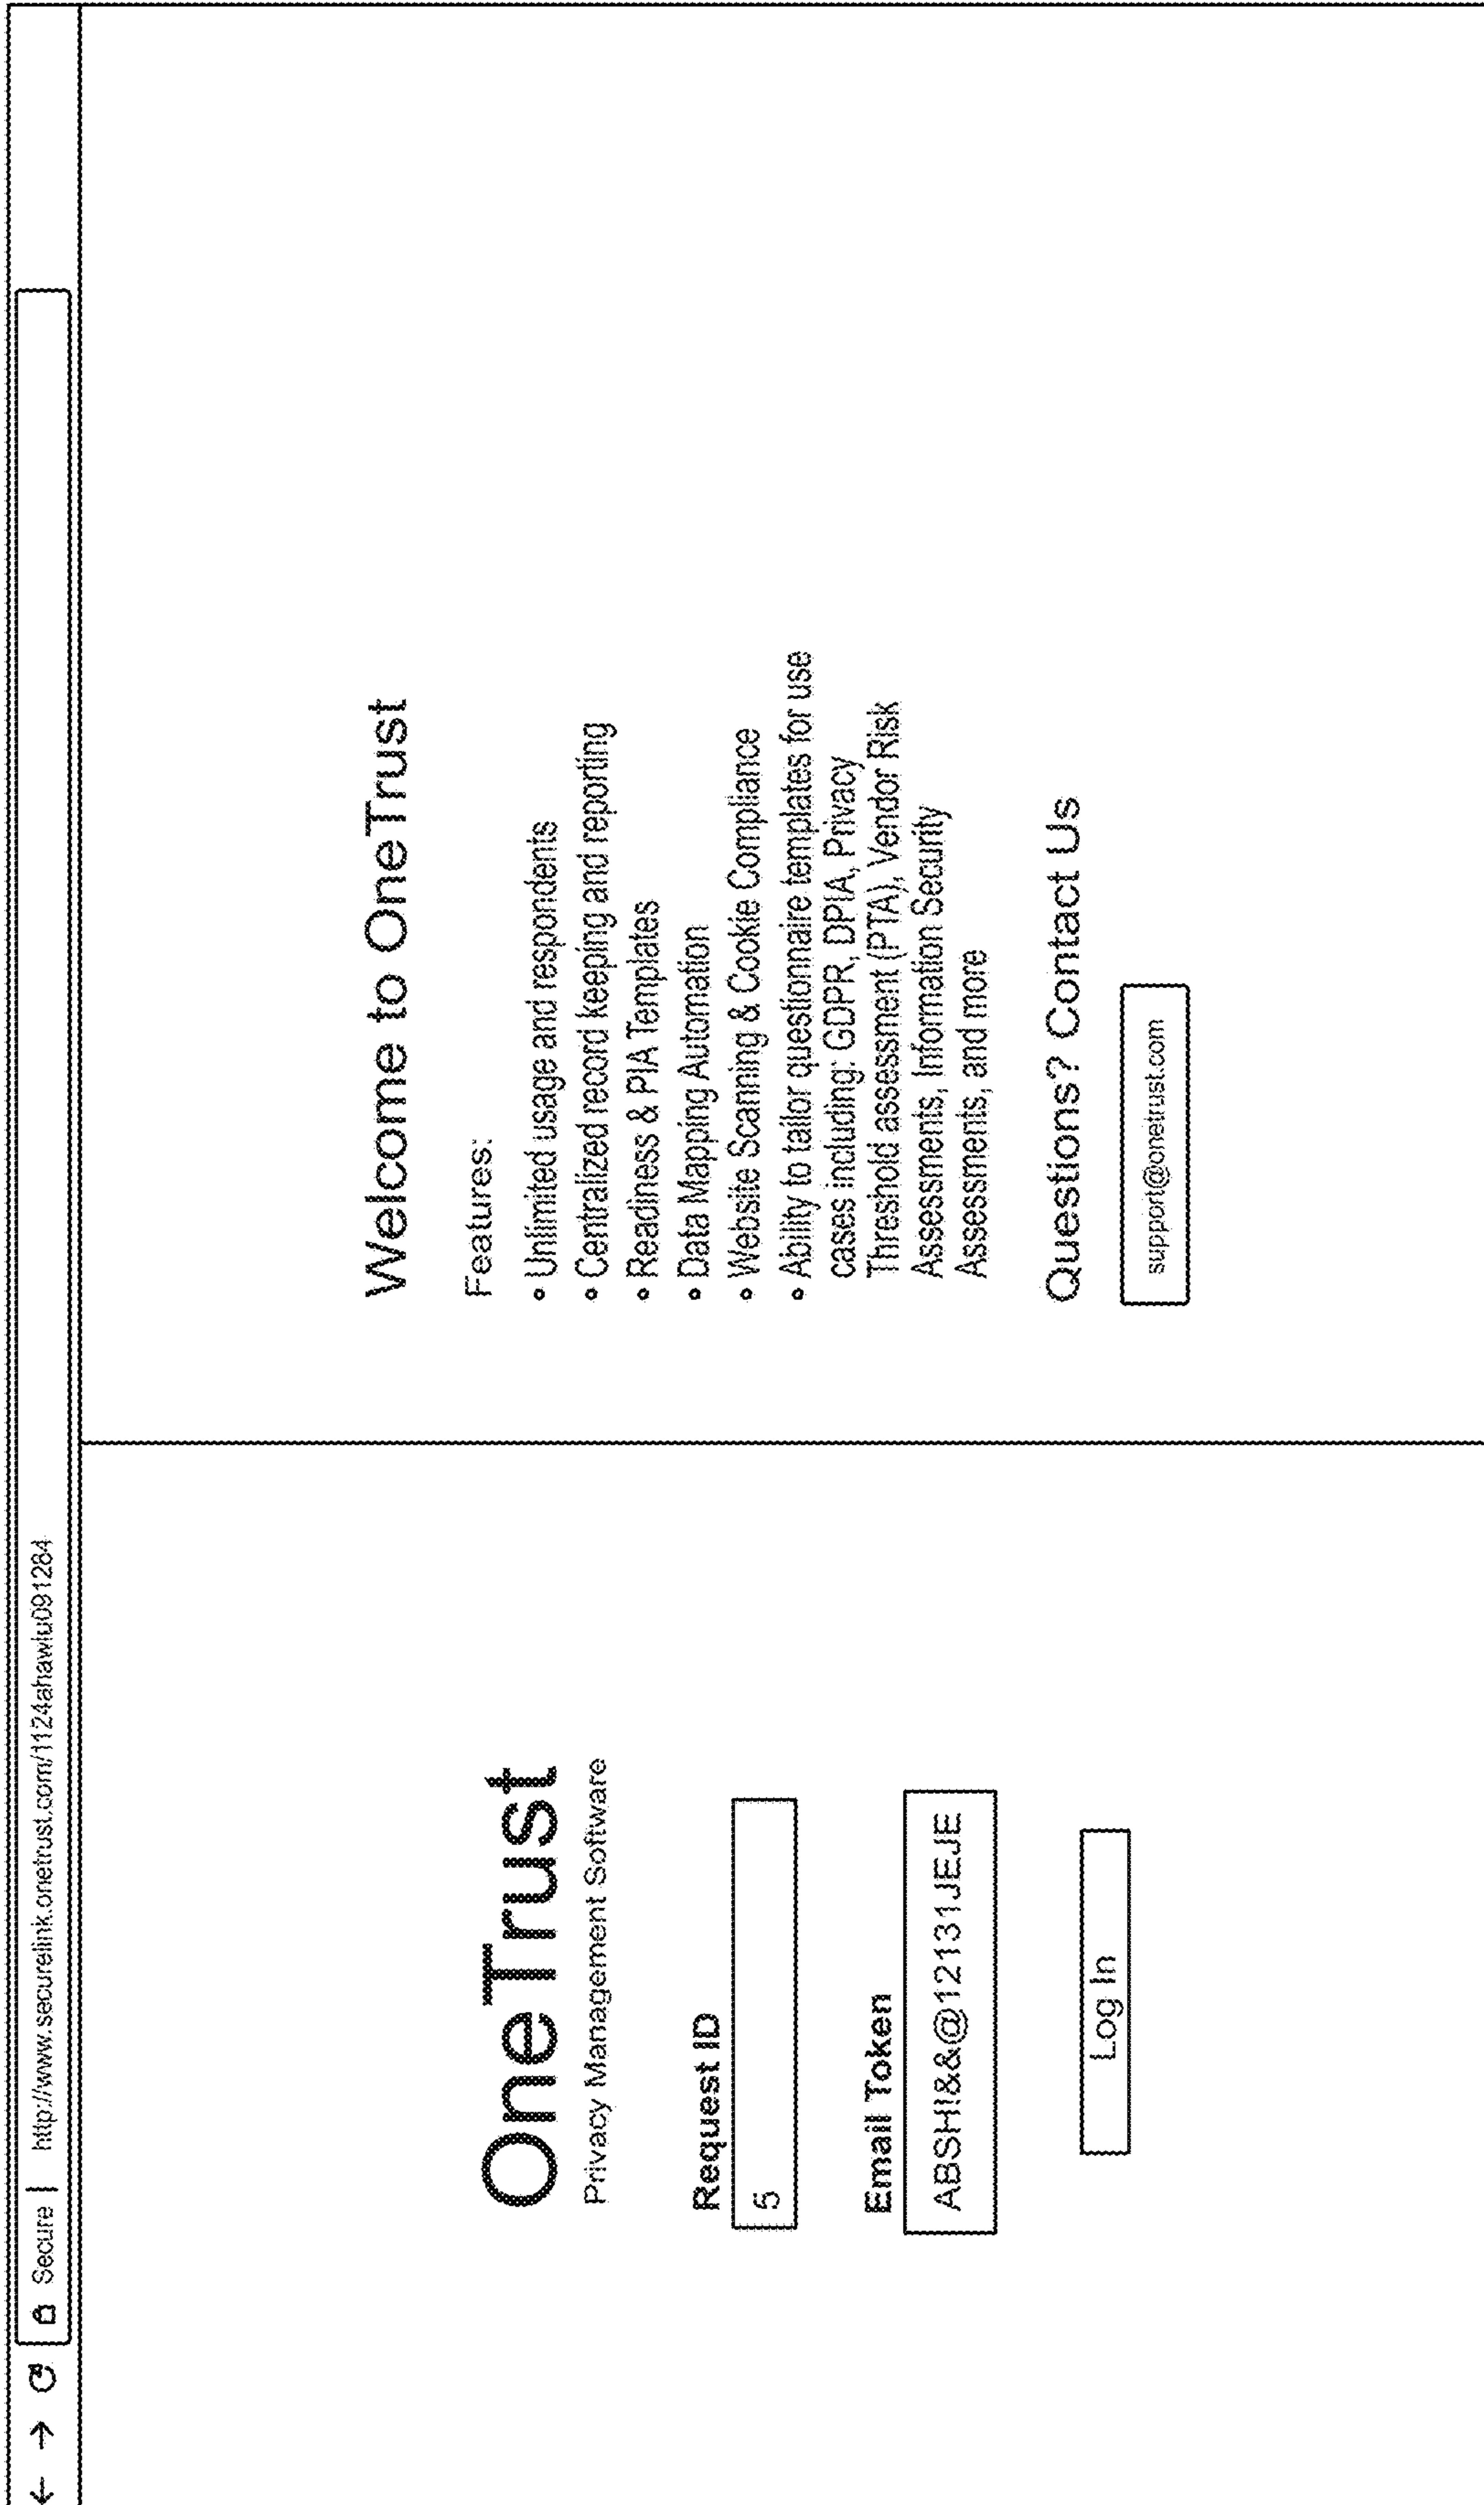 Secure | http://www.securelink.onetrust.com/1124ahawlu091284
OneTrust
Privacy Management Software
Request ID
5
Email Token
ABSHI&&@12131JEJE
Log In
Welcome to OneTrust
Features:
• Unlimited usage and respondents
• Centralized record keeping and reporting
• Readiness & PIA Templates
• Data Mapping Automation
• Website Scanning & Cookie Compliance
• Ability to tailor questionnaire templates for use
cases including: GDPR, DPIA, Privacy
Threshold assessment (PTA), Vendor Risk
Assessments, Information Security
Assessments, and more
Questions? Contact Us
support@onetrust.com